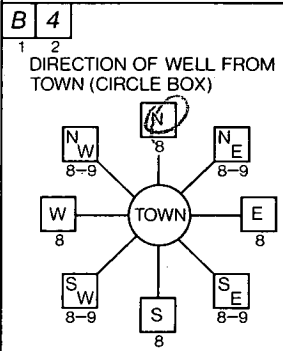 B 4
1 2
DIRECTION OF WELL FROM
TOWN (CIRCLE BOX)
N
8
NW NE
8-9 8-9
W TOWN E
8 8
SW SE
8-9 8-9
S
8